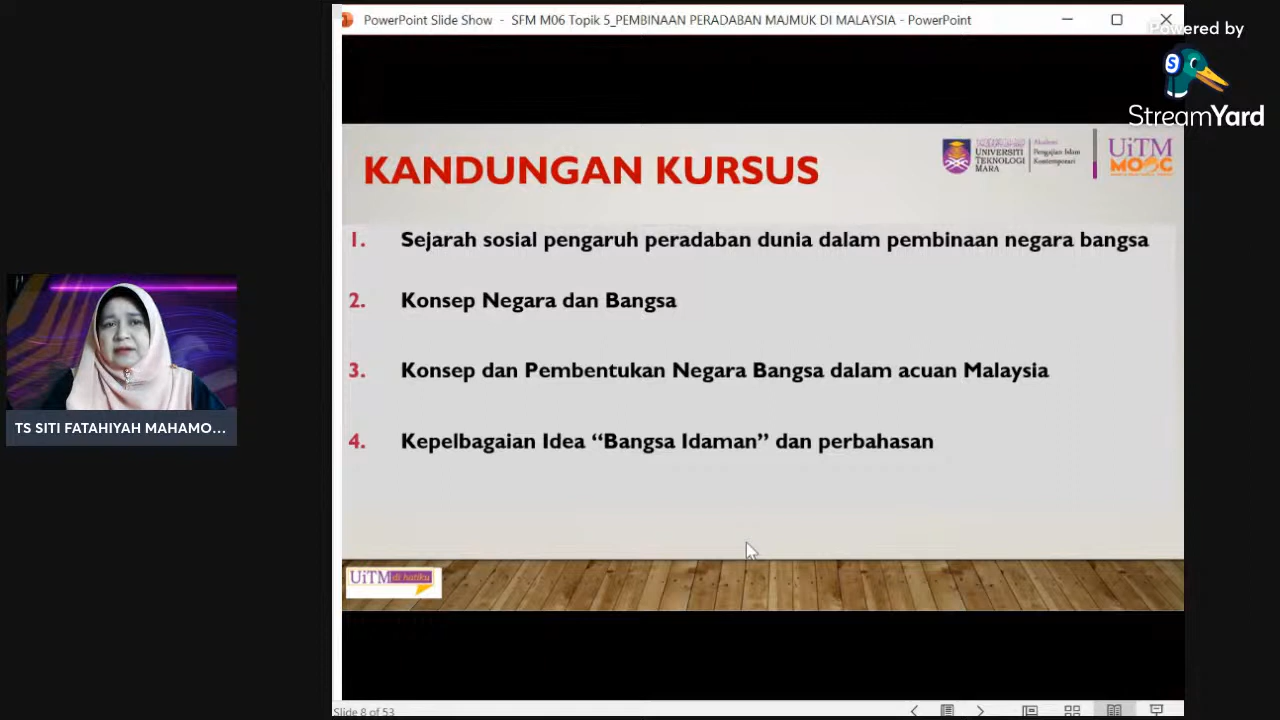 PowerPoint Slide Show - SFM M06 Topik 5_PEMBINAAN PERADABAN MAJMUK DI MALAYSIA - PowerPoint
Powered by
S
StreamYard
KANDUNGAN KURSUS
UNIVERSITI
TEKNOLOGI
MARA
Akademi
Pengajian Islam
Kontemporari
UiTM
MOOC
1. Sejarah sosial pengaruh peradaban dunia dalam pembinaan negara bangsa
2. Konsep Negara dan Bangsa
3. Konsep dan Pembentukan Negara Bangsa dalam acuan Malaysia
4. Kepelbagaian Idea “Bangsa Idaman” dan perbahasan
TS SITI FATAHIYAH MAHAMO...
UiTM di hatiku
Slide 8 of 53